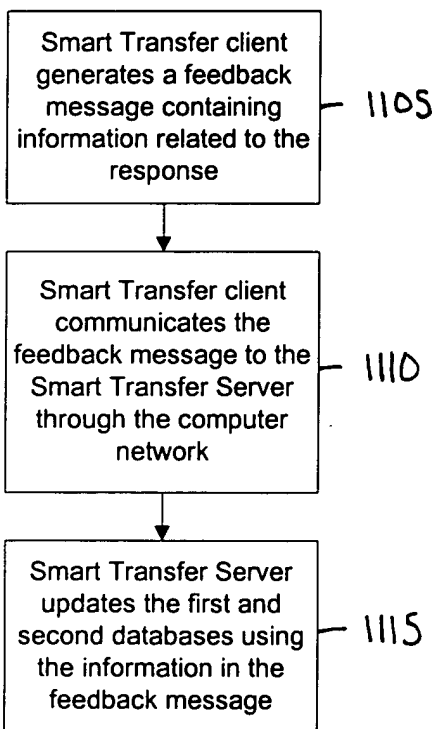 Smart Transfer client
generates a feedback
message containing
information related to the
response
1105
Smart Transfer client
communicates the
feedback message to the
Smart Transfer Server
through the computer
network
1110
Smart Transfer Server
updates the first and
second databases using
the information in the
feedback message
1115